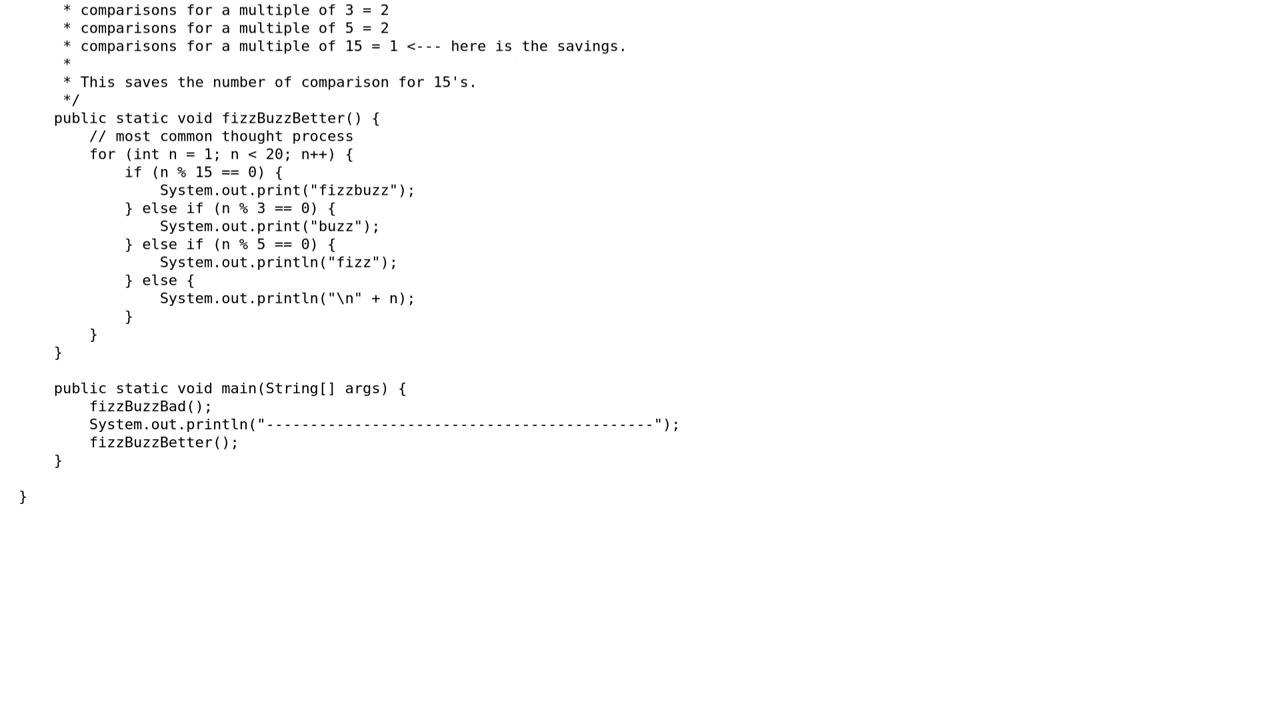 * comparisons for a multiple of 3 = 2
* comparisons for a multiple of 5 = 2
* comparisons for a multiple of 15 = 1 <--- here is the savings.
*
* This saves the number of comparison for 15's.
*/
public static void fizzBuzzBetter() {
// most common thought process
for (int n = 1; n < 20; n++) {
if (n % 15 == 0) {
System.out.print("fizzbuzz");
} else if (n % 3 == 0) {
System.out.print("buzz");
} else if (n % 5 == 0) {
System.out.println("fizz");
} else {
System.out.println("\n" + n);
}
}
}
public static void main(String[] args) {
fizzBuzzBad();
System.out.println("--------------------------------------------");
fizzBuzzBetter();
}
}